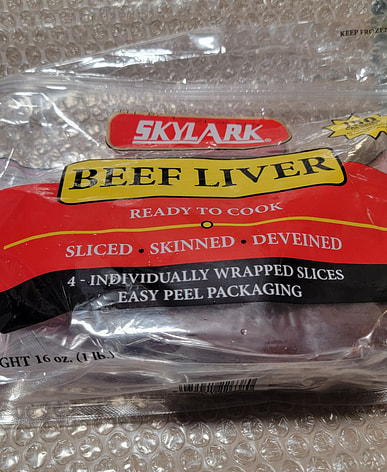 KEEP FROZEN
SKYLARK®
BEEF LIVER
READY TO COOK
SLICED • SKINNED • DEVEINED
4 - INDIVIDUALLY WRAPPED SLICES
EASY PEEL PACKAGING
GHT 16 oz. (1 lb.)